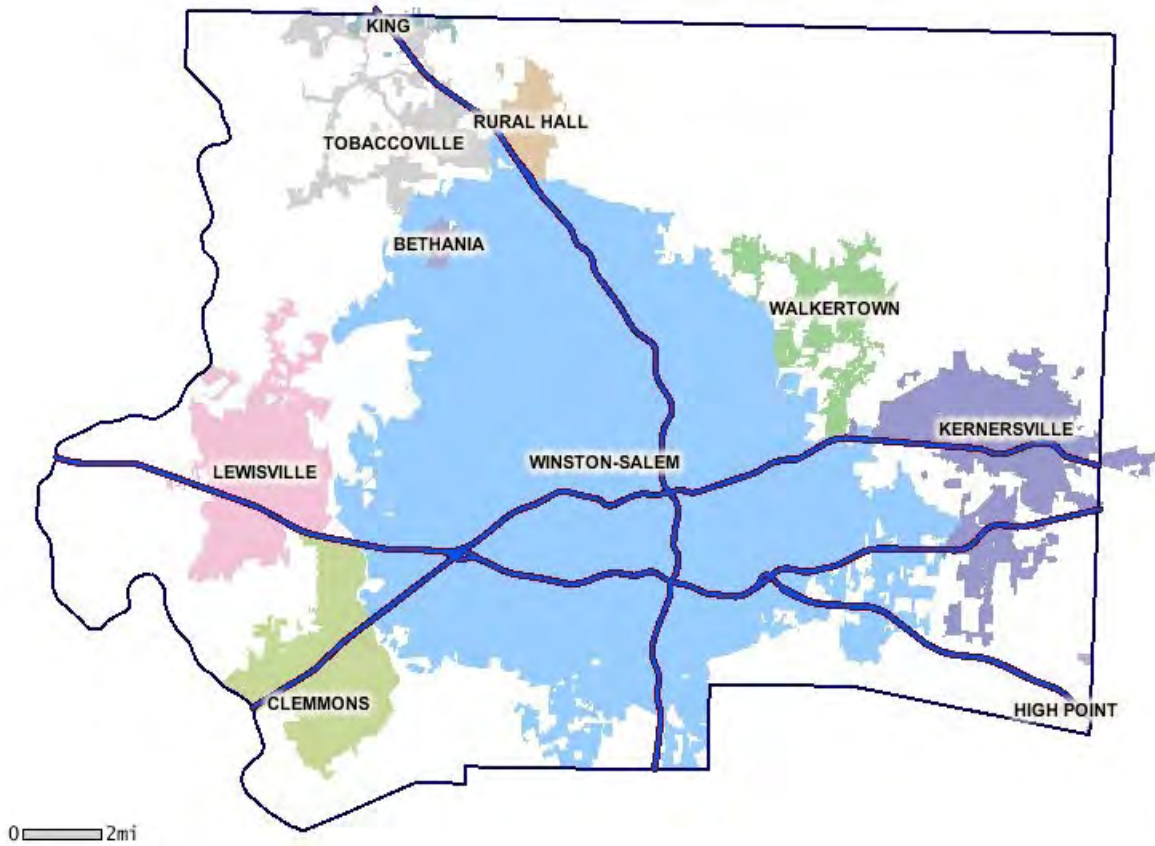 KING
RURAL HALL
TOBACCOVILLE
BETHANIA
WALKERTOWN
KERNERSVILLE
WINSTON-SALEM
LEWISVILLE
CLEMMONS
HIGH POINT
0 2mi